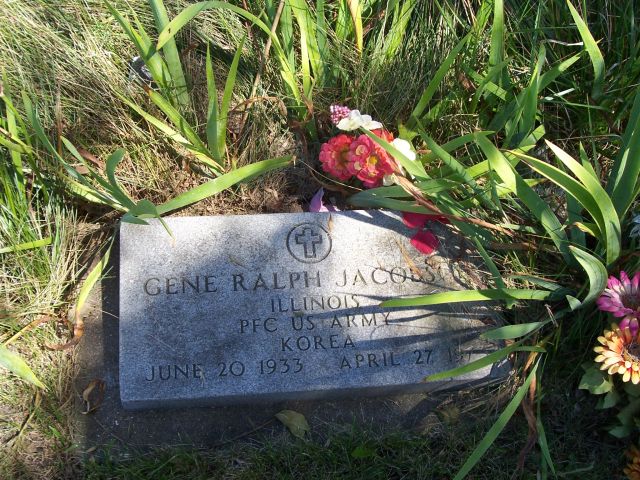 GENE RALPH
ILLINOIS
PFC US ARMY
KOREA
JUNE 20 1933 APRIL 27